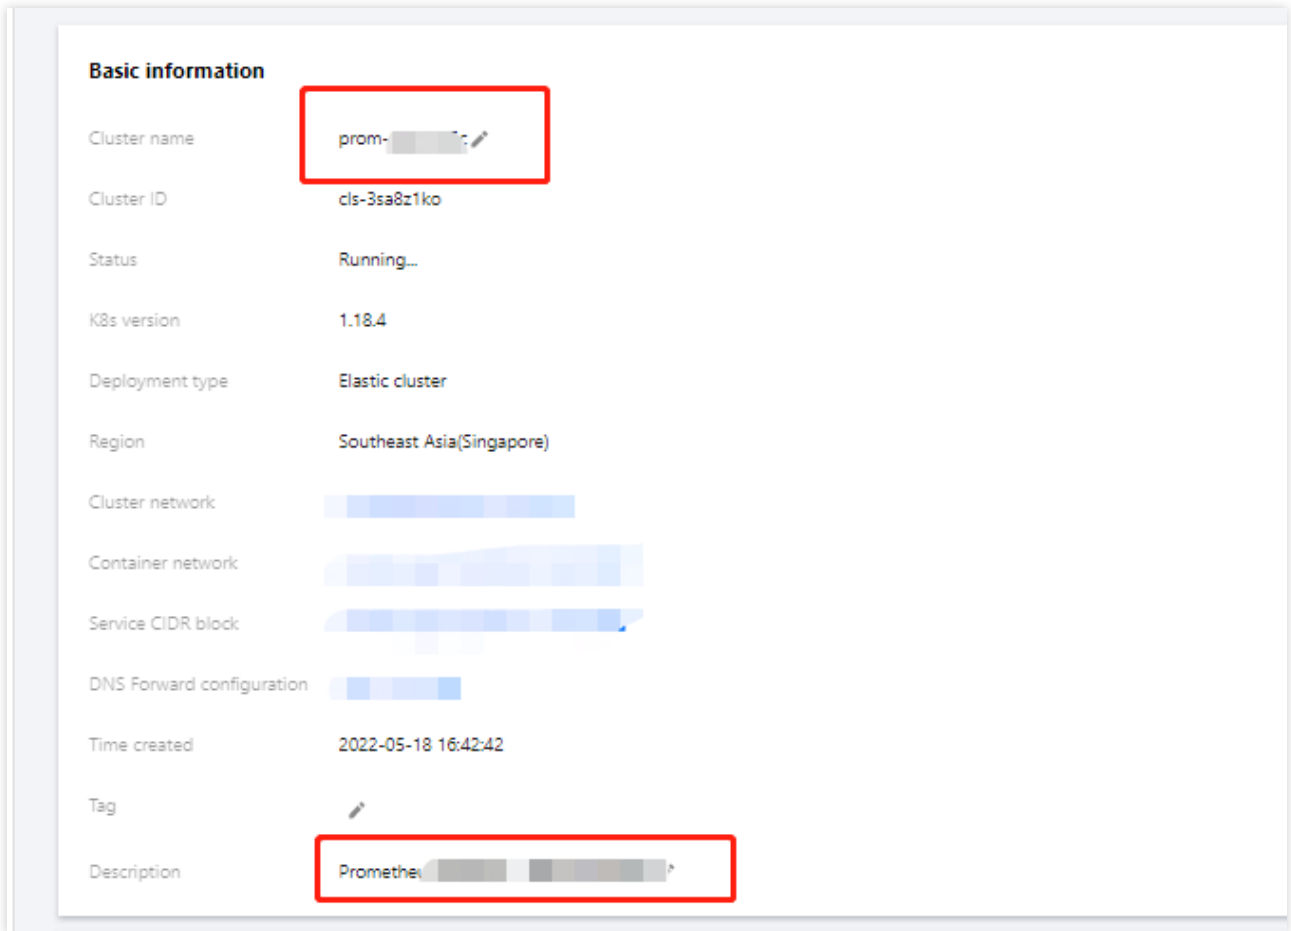 Basic information
Cluster name prom-
Cluster ID cls-3sa8z1ko
Status Running...
K8s version 1.18.4
Deployment type Elastic cluster
Region Southeast Asia(Singapore)
Cluster network
Container network
Service CIDR block
DNS Forward configuration
Time created 2022-05-18 16:42:42
Tag
Description